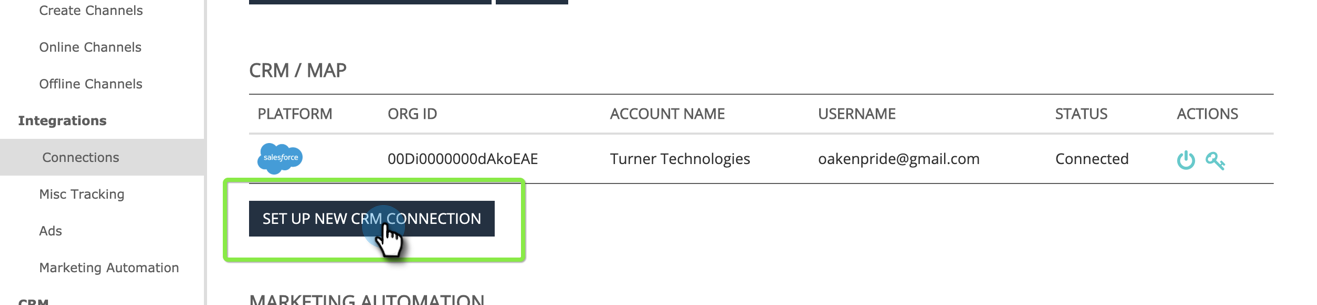 Create Channels
Online Channels
Offline Channels
Integrations
Connections
Misc Tracking
Ads
Marketing Automation
CRM
CRM / MAP
PLATFORM ORG ID ACCOUNT NAME USERNAME STATUS ACTIONS
salesforce 00Di0000000dAkoEAE Turner Technologies oakenpride@gmail.com Connected
SET UP NEW CRM CONNECTION
MARKETING AUTOMATION